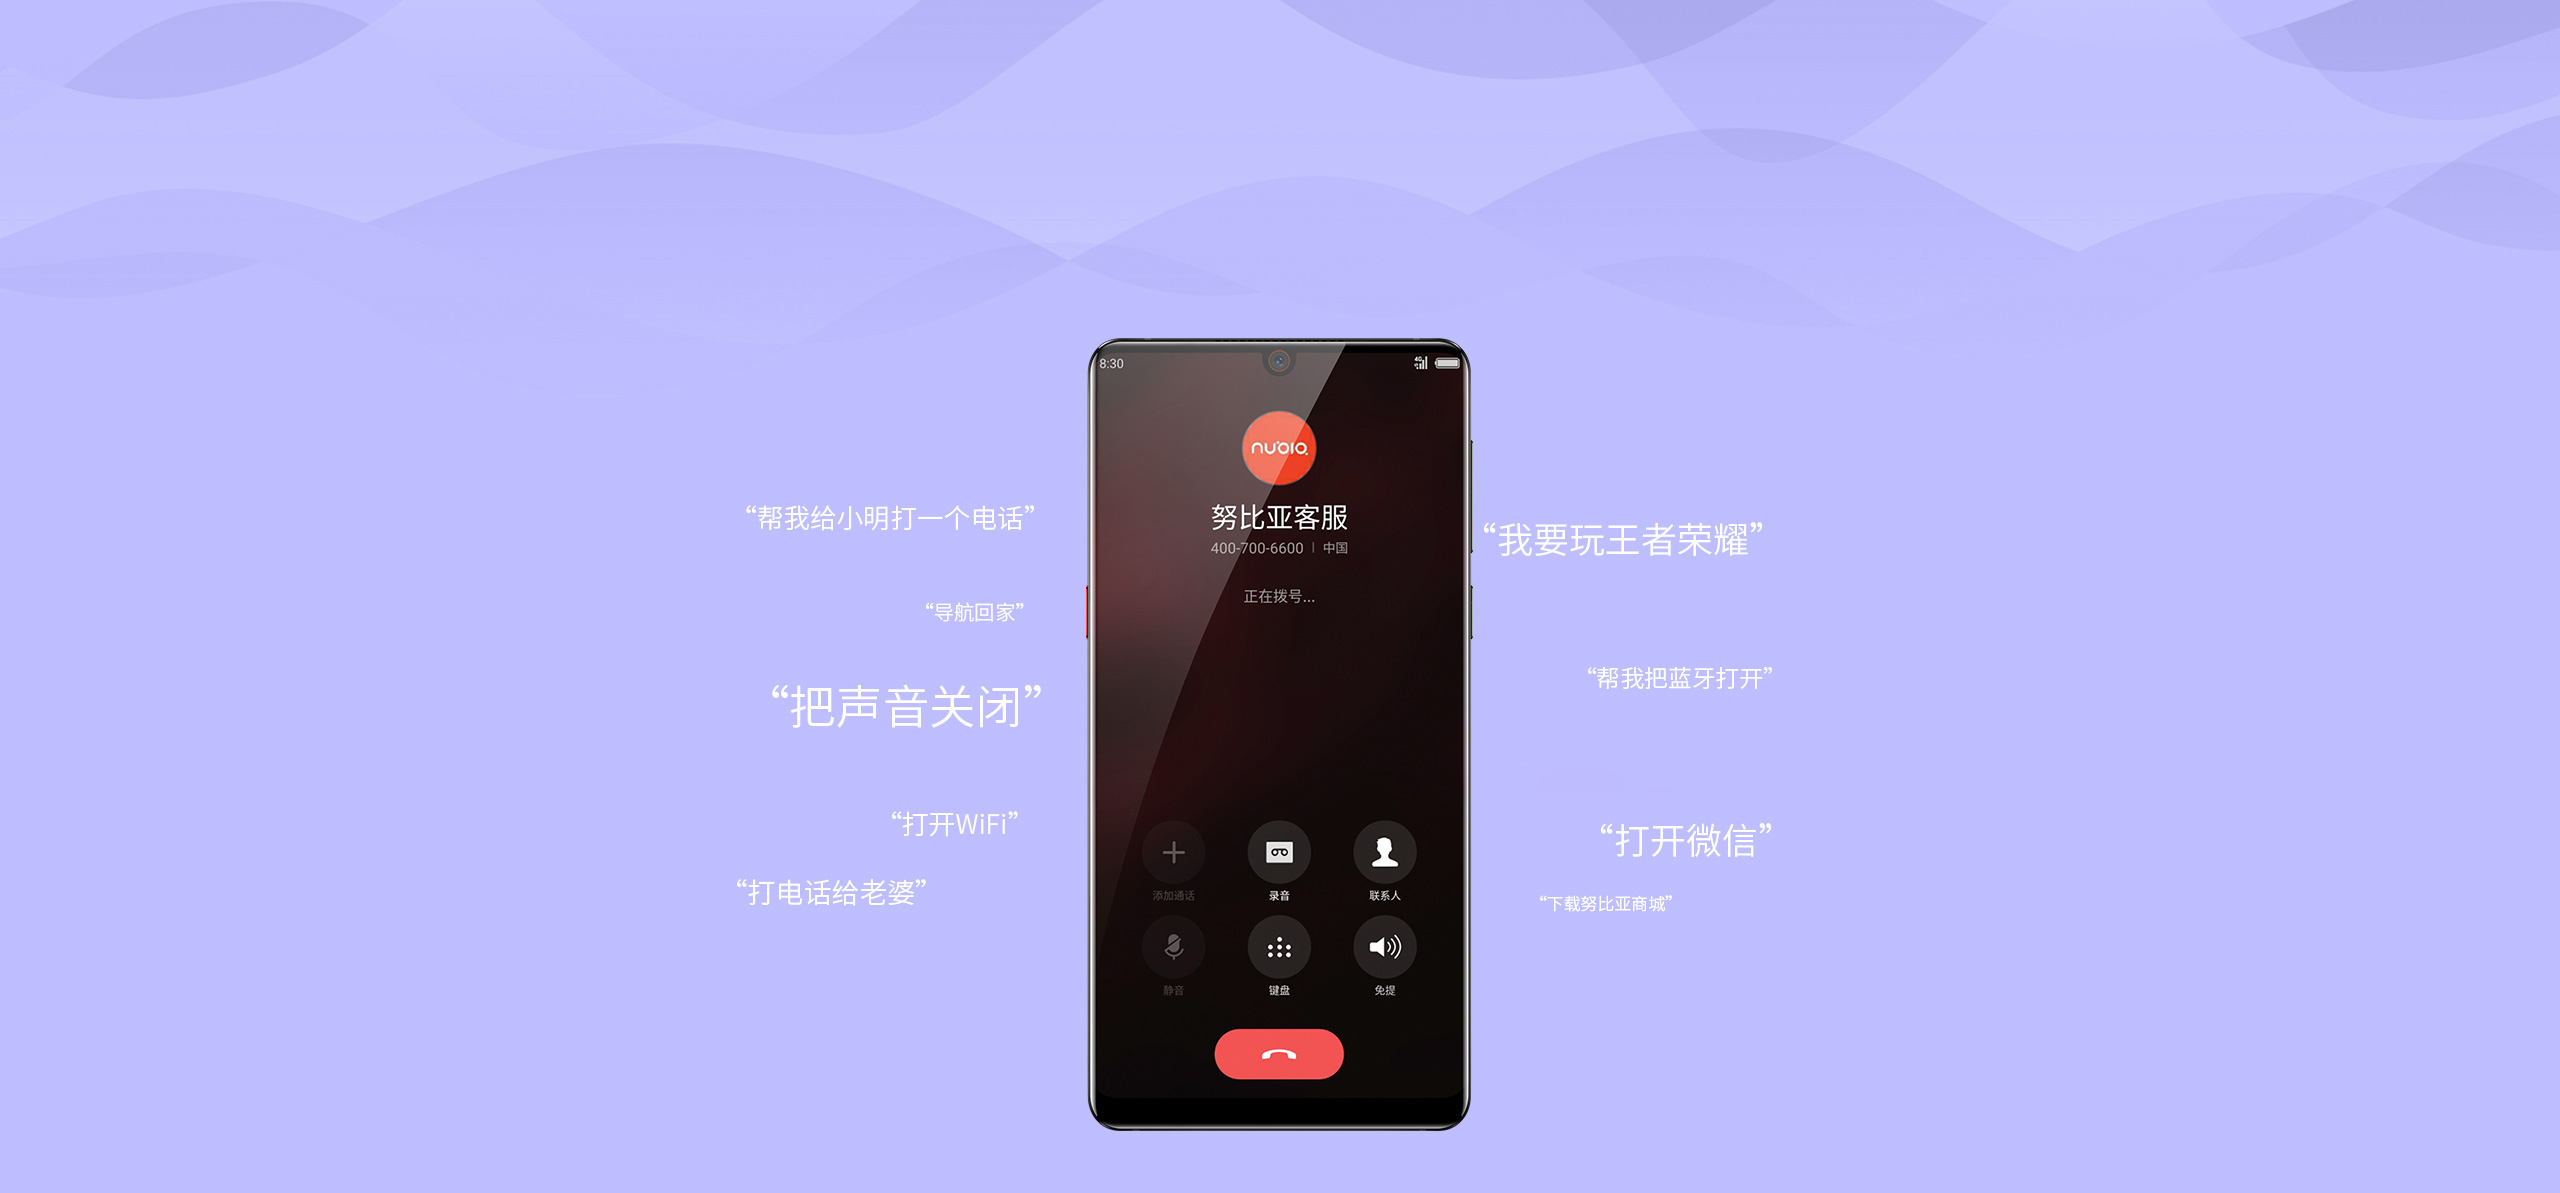 8:30
4G
nubia
努比亚客服
400-700-6600 | 中国
正在拨号...
“帮我给小明打一个电话”
“导航回家”
“把声音关闭”
“打开WiFi”
“打电话给老婆”
“我要玩王者荣耀”
“帮我把蓝牙打开”
“打开微信”
“下载努比亚商城”
添加通话
录音
联系人
静音
键盘
免提